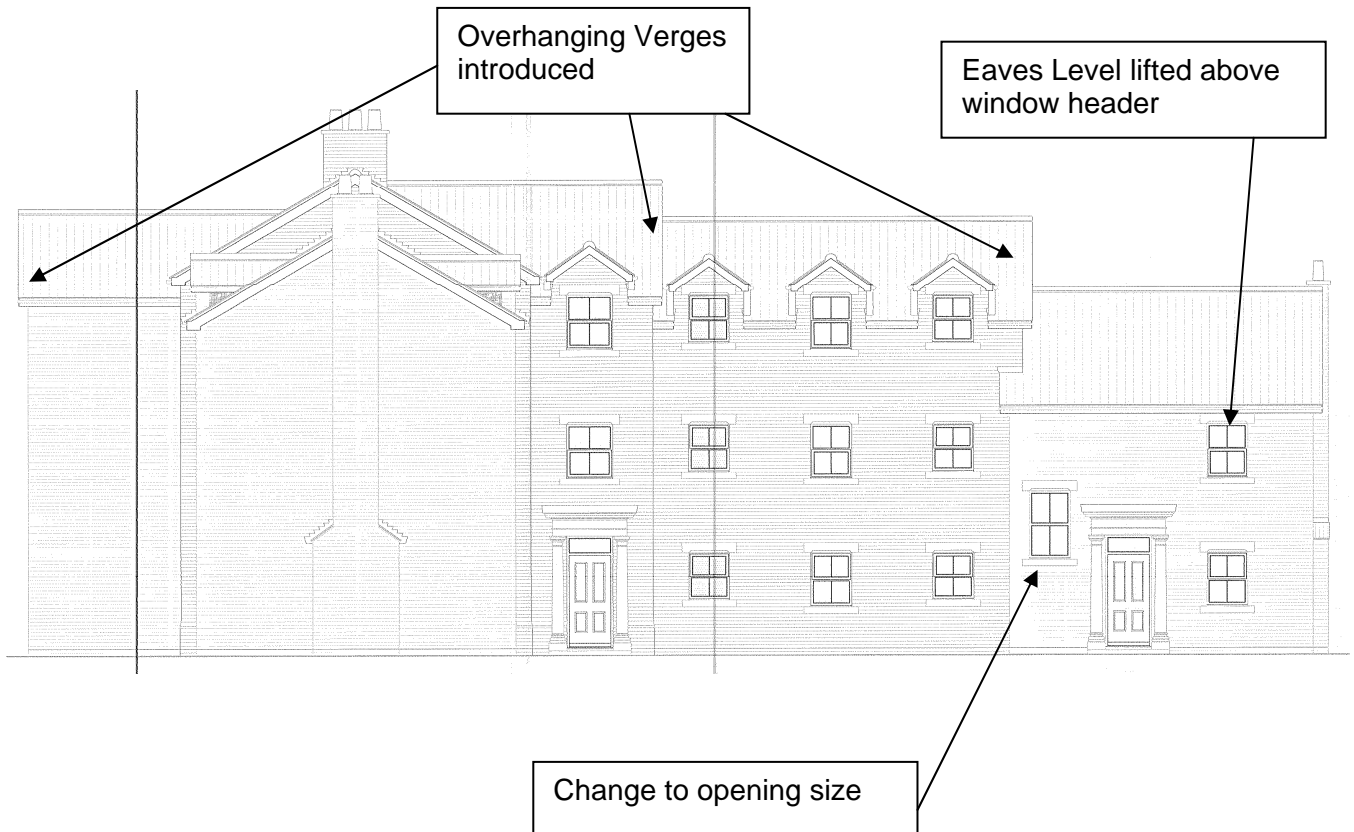 Overhanging Verges
introduced
Eaves Level lifted above
window header
Change to opening size